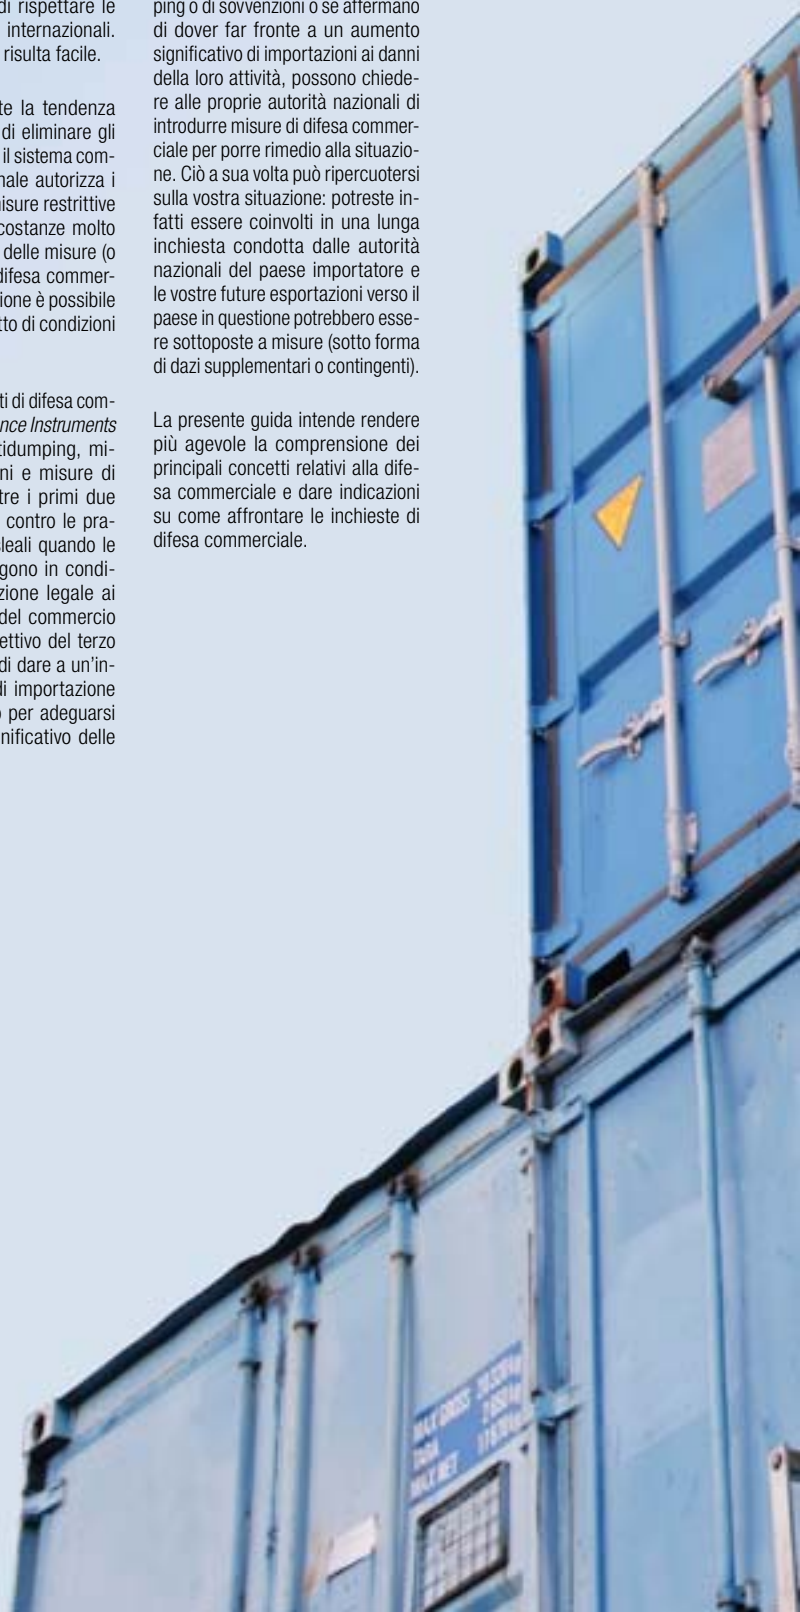 di rispettare le
internazionali.
risulta facile.
te la tendenza
di eliminare gli
il sistema com-
nale autorizza i
misure restrittive
costanze molto
delle misure (o
difesa commer-
ione è possibile
tto di condizioni
ti di difesa com-
nce Instruments
tidumping, mi-
ni e misure di
tre i primi due
contro le pra-
sleali quando le
gono in condi-
zione legale ai
del commercio
ettivo del terzo
di dare a un'in-
di importazione
o per adeguarsi
nificativo delle
ping o di sovvenzioni o se affermano
di dover far fronte a un aumento
significativo di importazioni ai danni
della loro attività, possono chiede-
re alle proprie autorità nazionali di
introdurre misure di difesa commer-
ciale per porre rimedio alla situazio-
ne. Ciò a sua volta può ripercuotersi
sulla vostra situazione: potreste in-
fatti essere coinvolti in una lunga
inchiesta condotta dalle autorità
nazionali del paese importatore e
le vostre future esportazioni verso il
paese in questione potrebbero esse-
re sottoposte a misure (sotto forma
di dazi supplementari o contingenti).
La presente guida intende rendere
più agevole la comprensione dei
principali concetti relativi alla dife-
sa commerciale e dare indicazioni
su come affrontare le inchieste di
difesa commerciale.
MAX GROSS
MAX NET